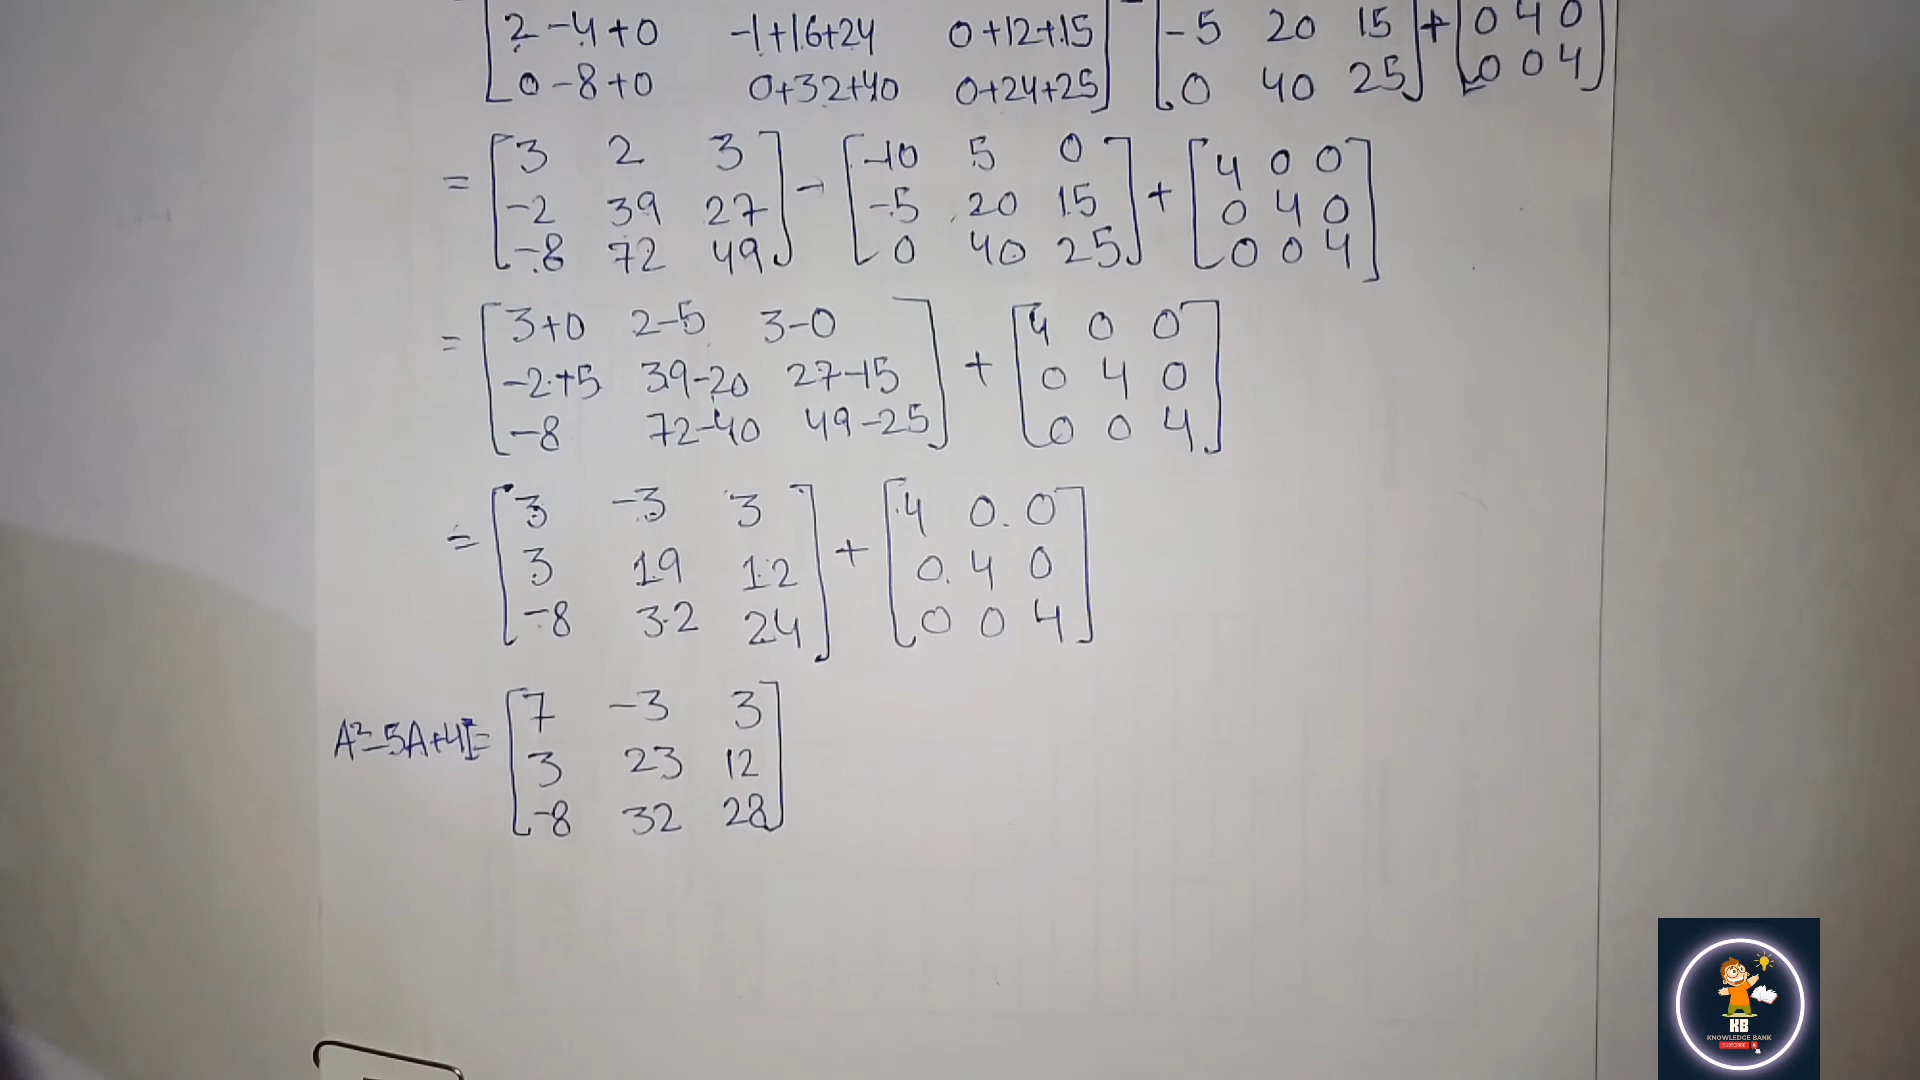 2-4+0 -1+16+24 0+12+15 -5 20 15 + 0 4 0
0-8+0 0+32+40 0+24+25 0 40 25 0 0 4
= 3 2 3 - -10 5 0 + 4 0 0
-2 39 27 -5 20 15 0 4 0
-8 72 49 0 40 25 0 0 4
= 3+0 2-5 3-0 + 4 0 0
-2+5 39-20 27-15 0 4 0
-8 72-40 49-25 0 0 4
= 3 -3 3 + 4 0 0
3 19 12 0 4 0
-8 32 24 0 0 4
7 -3 3
A²-5A+4I= 3 23 12
-8 32 28
KB
KNOWLEDGE BANK
SUBSCRIBE